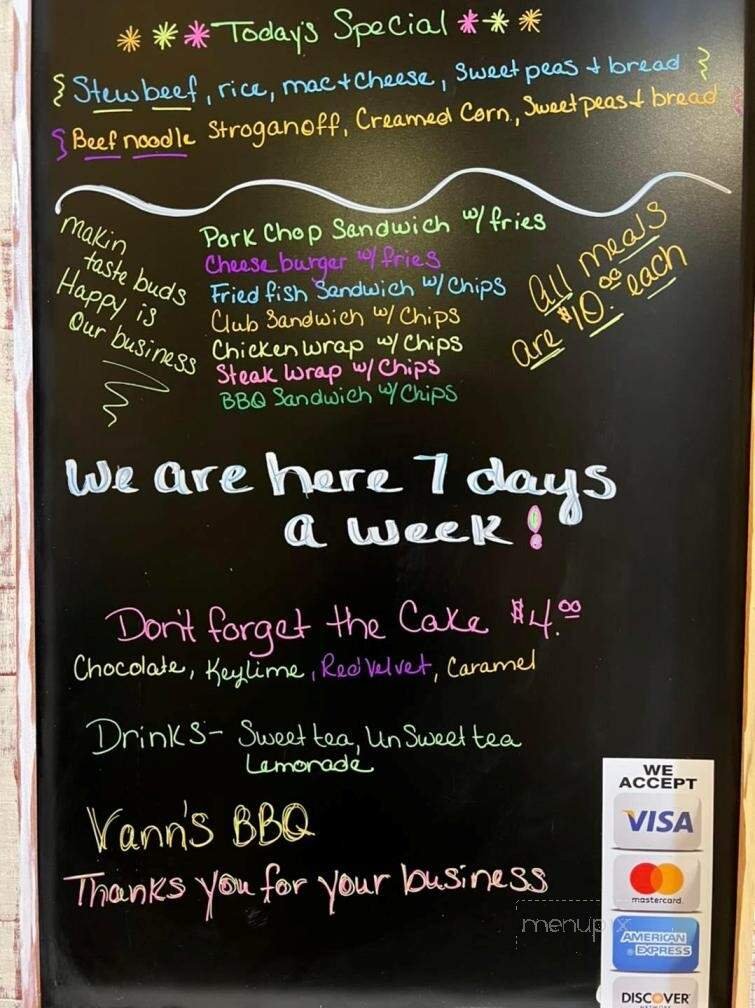 Today's Special
Stew beef, rice, mac + cheese, Sweet peas + bread
Beef noodle Stroganoff, Creamed Corn, Sweet peas + bread
Makin
taste buds
Happy is
Our business
Pork Chop Sandwich w/ fries
Cheese burger w/ fries
Fried fish Sandwich w/ Chips
Club Sandwich w/ Chips
Chicken wrap w/ Chips
Steak Wrap w/ Chips
BBQ Sandwich w/ Chips
All meals
are $10.00 each
We are here 7 days
a week!
Don't forget the Cake $4.00
Chocolate, Keylime, Red Velvet, Caramel
Drinks- Sweet tea, UnSweet tea
Lemonade
Vann's BBQ
Thanks you for your business
WE
ACCEPT
VISA
mastercard
AMERICAN
EXPRESS
DISCOVER
NETWORK
menupix